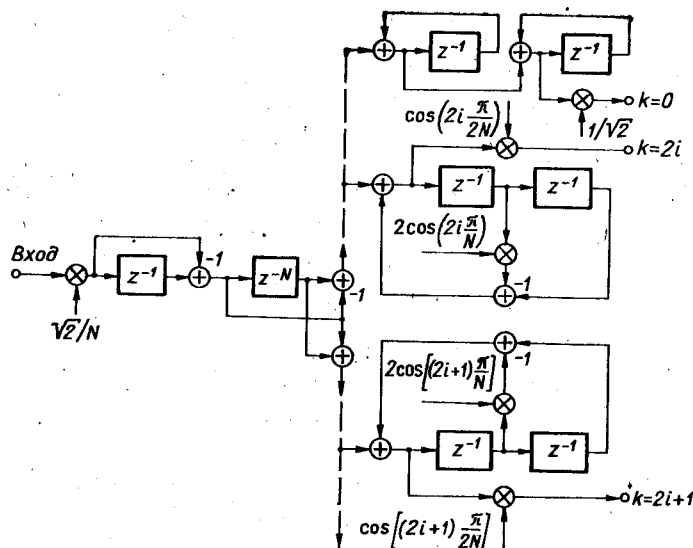 z⁻¹
z⁻¹
k=0
1/√2
cos(2i π/2N)
k=2i
z⁻¹
z⁻¹
2cos(2i π/N)
-1
Вход
-1
z⁻¹
z⁻ᴺ
-1
√2/N
2cos[(2i+1) π/N]
-1
z⁻¹
z⁻¹
k=2i+1
cos[(2i+1) π/2N]